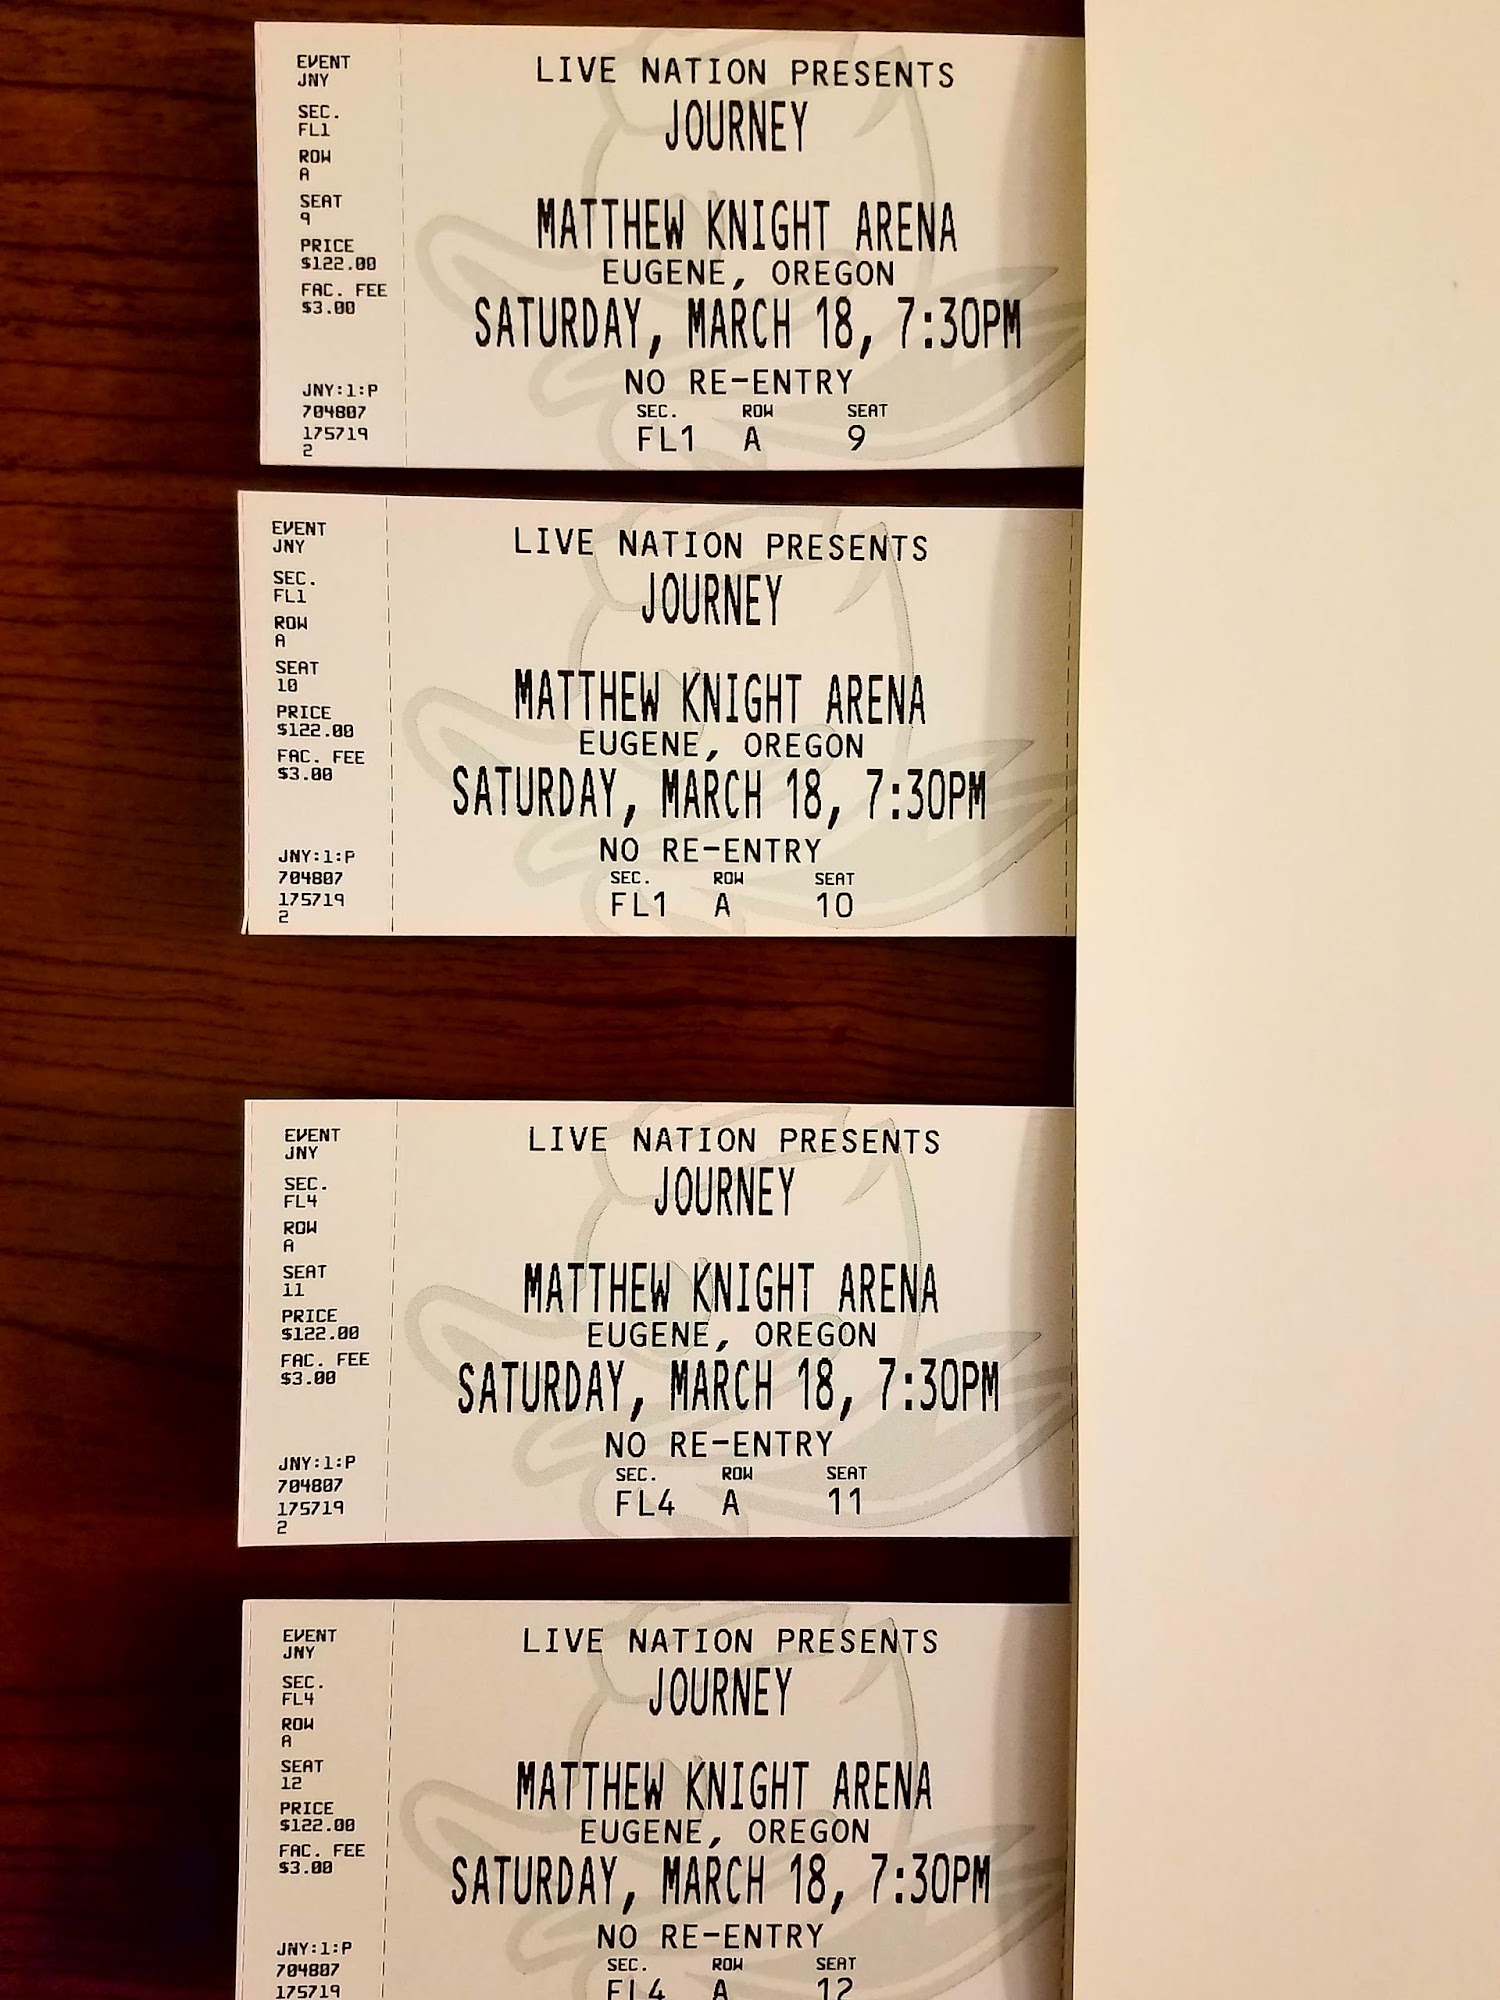 EVENT
JNY
SEC.
FL1
ROW
A
SEAT
9
PRICE
$122.00
FAC. FEE
$3.00
JNY:1:P
704807
175719
2
LIVE NATION PRESENTS
JOURNEY
MATTHEW KNIGHT ARENA
EUGENE, OREGON
SATURDAY, MARCH 18, 7:30PM
NO RE-ENTRY
SEC. ROW SEAT
FL1 A 9
EVENT
JNY
SEC.
FL1
ROW
A
SEAT
10
PRICE
$122.00
FAC. FEE
$3.00
JNY:1:P
704807
175719
2
LIVE NATION PRESENTS
JOURNEY
MATTHEW KNIGHT ARENA
EUGENE, OREGON
SATURDAY, MARCH 18, 7:30PM
NO RE-ENTRY
SEC. ROW SEAT
FL1 A 10
EVENT
JNY
SEC.
FL4
ROW
A
SEAT
11
PRICE
$122.00
FAC. FEE
$3.00
JNY:1:P
704807
175719
2
LIVE NATION PRESENTS
JOURNEY
MATTHEW KNIGHT ARENA
EUGENE, OREGON
SATURDAY, MARCH 18, 7:30PM
NO RE-ENTRY
SEC. ROW SEAT
FL4 A 11
EVENT
JNY
SEC.
FL4
ROW
A
SEAT
12
PRICE
$122.00
FAC. FEE
$3.00
JNY:1:P
704807
175719
LIVE NATION PRESENTS
JOURNEY
MATTHEW KNIGHT ARENA
EUGENE, OREGON
SATURDAY, MARCH 18, 7:30PM
NO RE-ENTRY
SEC. ROW SEAT
FL4 A 12